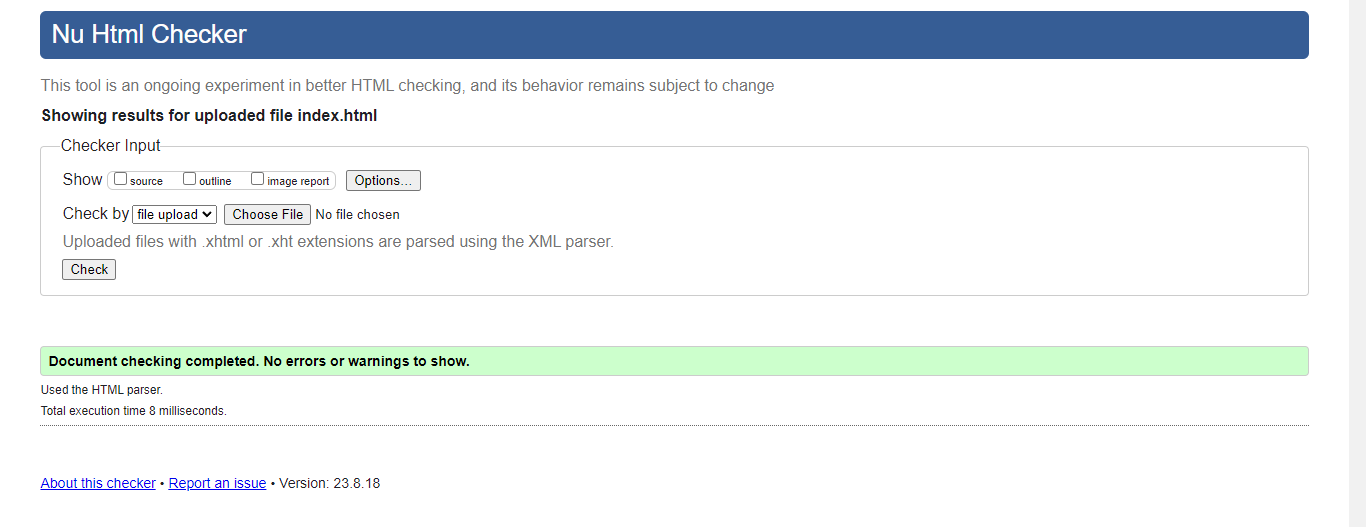 Nu Html Checker
This tool is an ongoing experiment in better HTML checking, and its behavior remains subject to change
Showing results for uploaded file index.html
Checker Input
Show source outline image report Options...
Check by file upload Choose File No file chosen
Uploaded files with .xhtml or .xht extensions are parsed using the XML parser.
Check
Document checking completed. No errors or warnings to show.
Used the HTML parser.
Total execution time 8 milliseconds.
About this checker • Report an issue • Version: 23.8.18